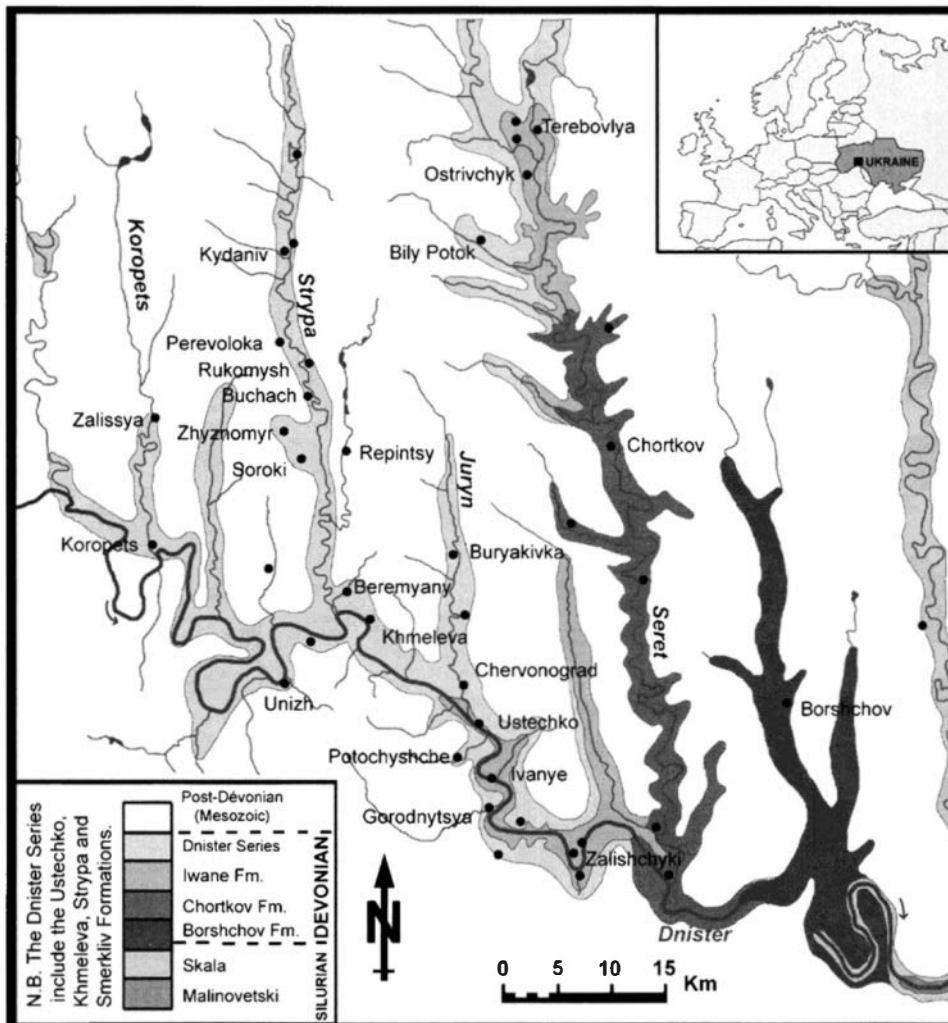 UKRAINE
Terebovlya
Ostrivchyk
Koropets
Bily Potok
Kydaniv
Strypa
Perevoloka
Rukomysh
Buchach
Zalissya
Zhyznomyr
Repintsy
Chortkov
Soroki
Juryn
Koropets
Buryakivka
Beremyany
Seret
Khmeleva
Chervonograd
Unizh
Borshchov
Ustechko
Potochyshche
Ivanye
Gorodnytsya
Zalishchyki
Dnister
N
0 5 10 15
Km
N.B. The Dnister Series
include the Ustechko,
Khmeleva, Strypa and
Smerkliv Formations.
Post-Dévonian
(Mesozoic)
Dnister Series
Iwane Fm.
Chortkov Fm.
Borshchov Fm.
Skala
Malinovetski
SILURIAN DEVONIAN